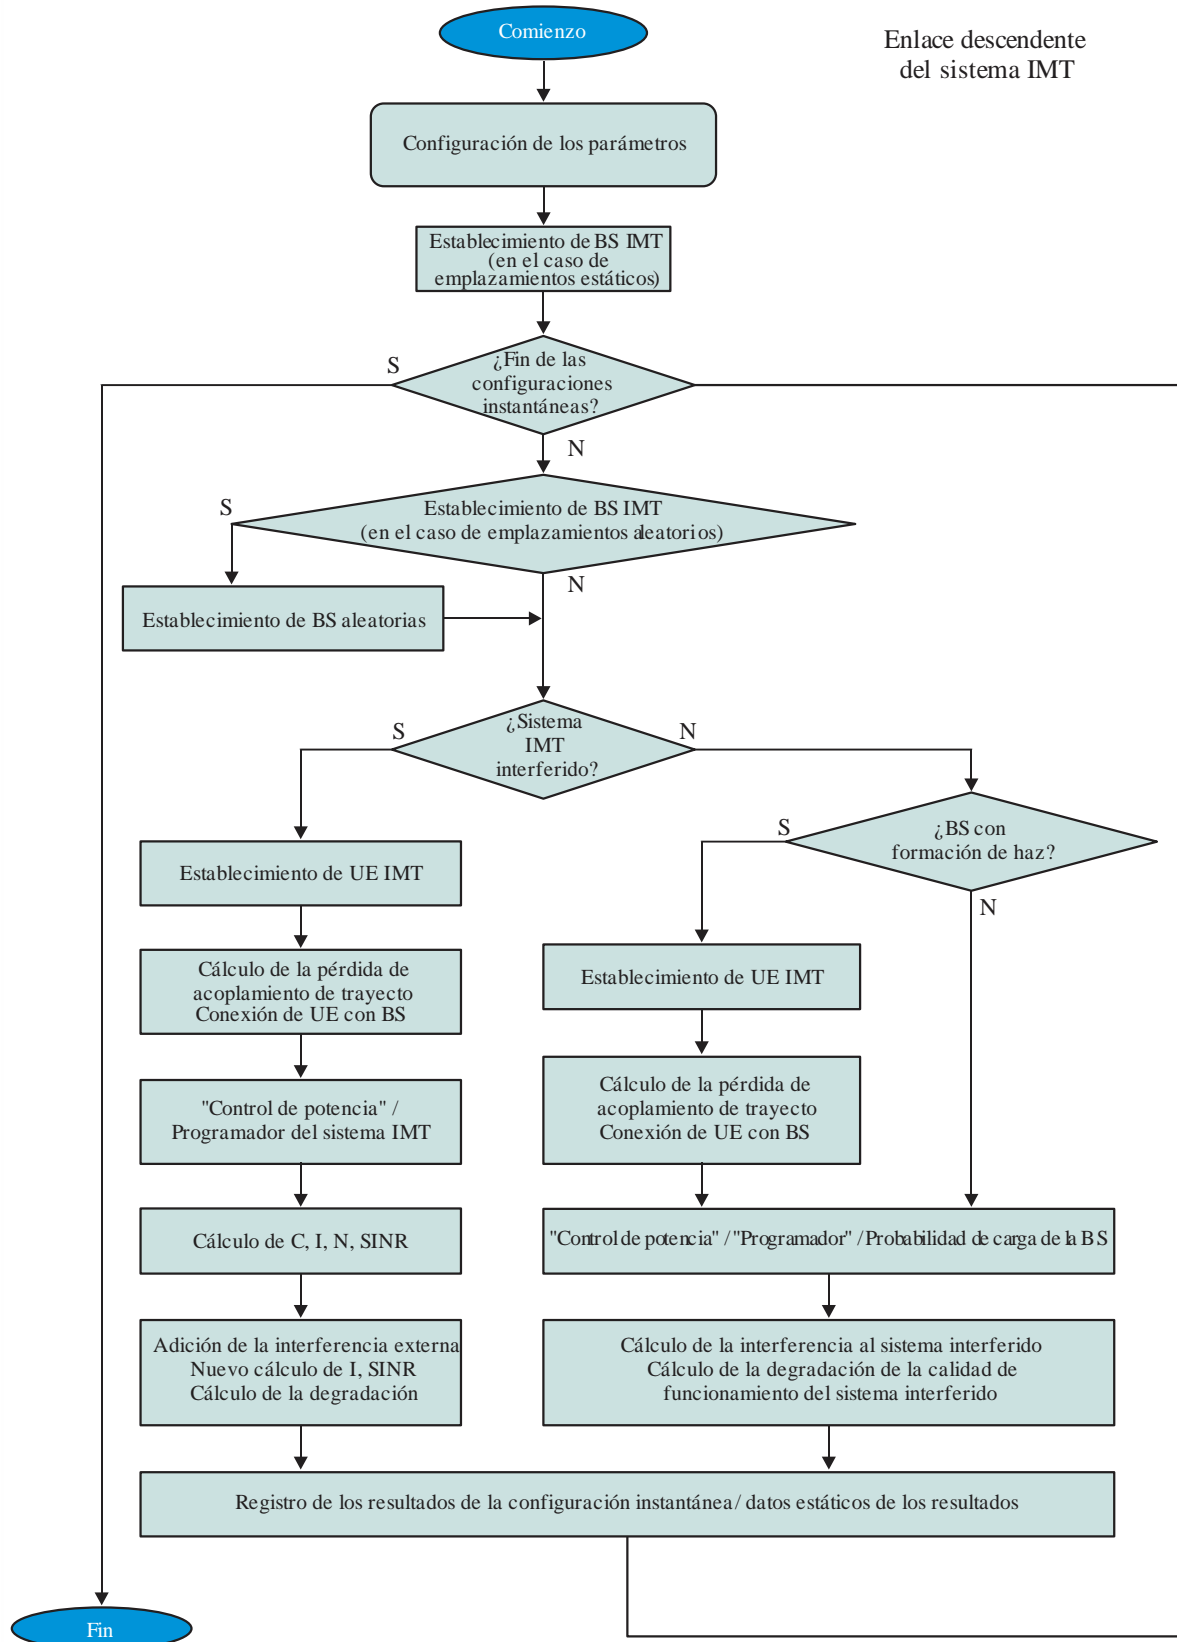 Comienzo
Enlace descendente
del sistema IMT
Configuración de los parámetros
Establecimiento de BS IMT
(en el caso de
emplazamientos estáticos)
¿Fin de las
configuraciones
instantáneas?
S
N
Establecimiento de BS IMT
(en el caso de emplazamientos aleatorios)
S
N
Establecimiento de BS aleatorias
¿Sistema
IMT
interferido?
S
N
¿BS con
formación de haz?
S
N
Establecimiento de UE IMT
Cálculo de la pérdida de
acoplamiento de trayecto
Conexión de UE con BS
"Control de potencia" /
Programador del sistema IMT
Cálculo de C, I, N, SINR
Adición de la interferencia externa
Nuevo cálculo de I, SINR
Cálculo de la degradación
Establecimiento de UE IMT
Cálculo de la pérdida de
acoplamiento de trayecto
Conexión de UE con BS
"Control de potencia" / "Programador" / Probabilidad de carga de la BS
Cálculo de la interferencia al sistema interferido
Cálculo de la degradación de la calidad de
funcionamiento del sistema interferido
Registro de los resultados de la configuración instantánea / datos estáticos de los resultados
Fin